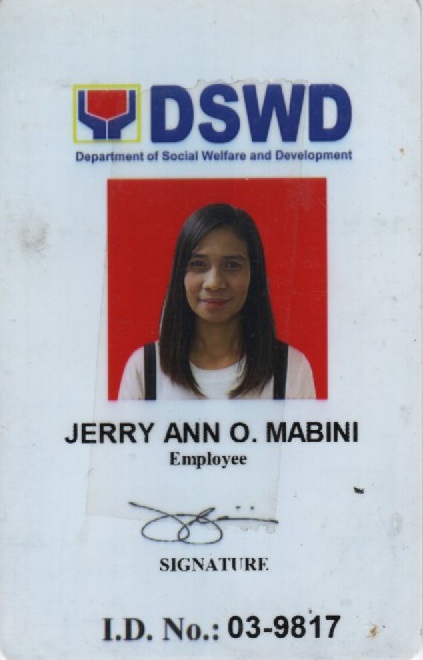 DSWD
Department of Social Welfare and Development
JERRY ANN O. MABINI
Employee
SIGNATURE
I.D. No.: 03-9817